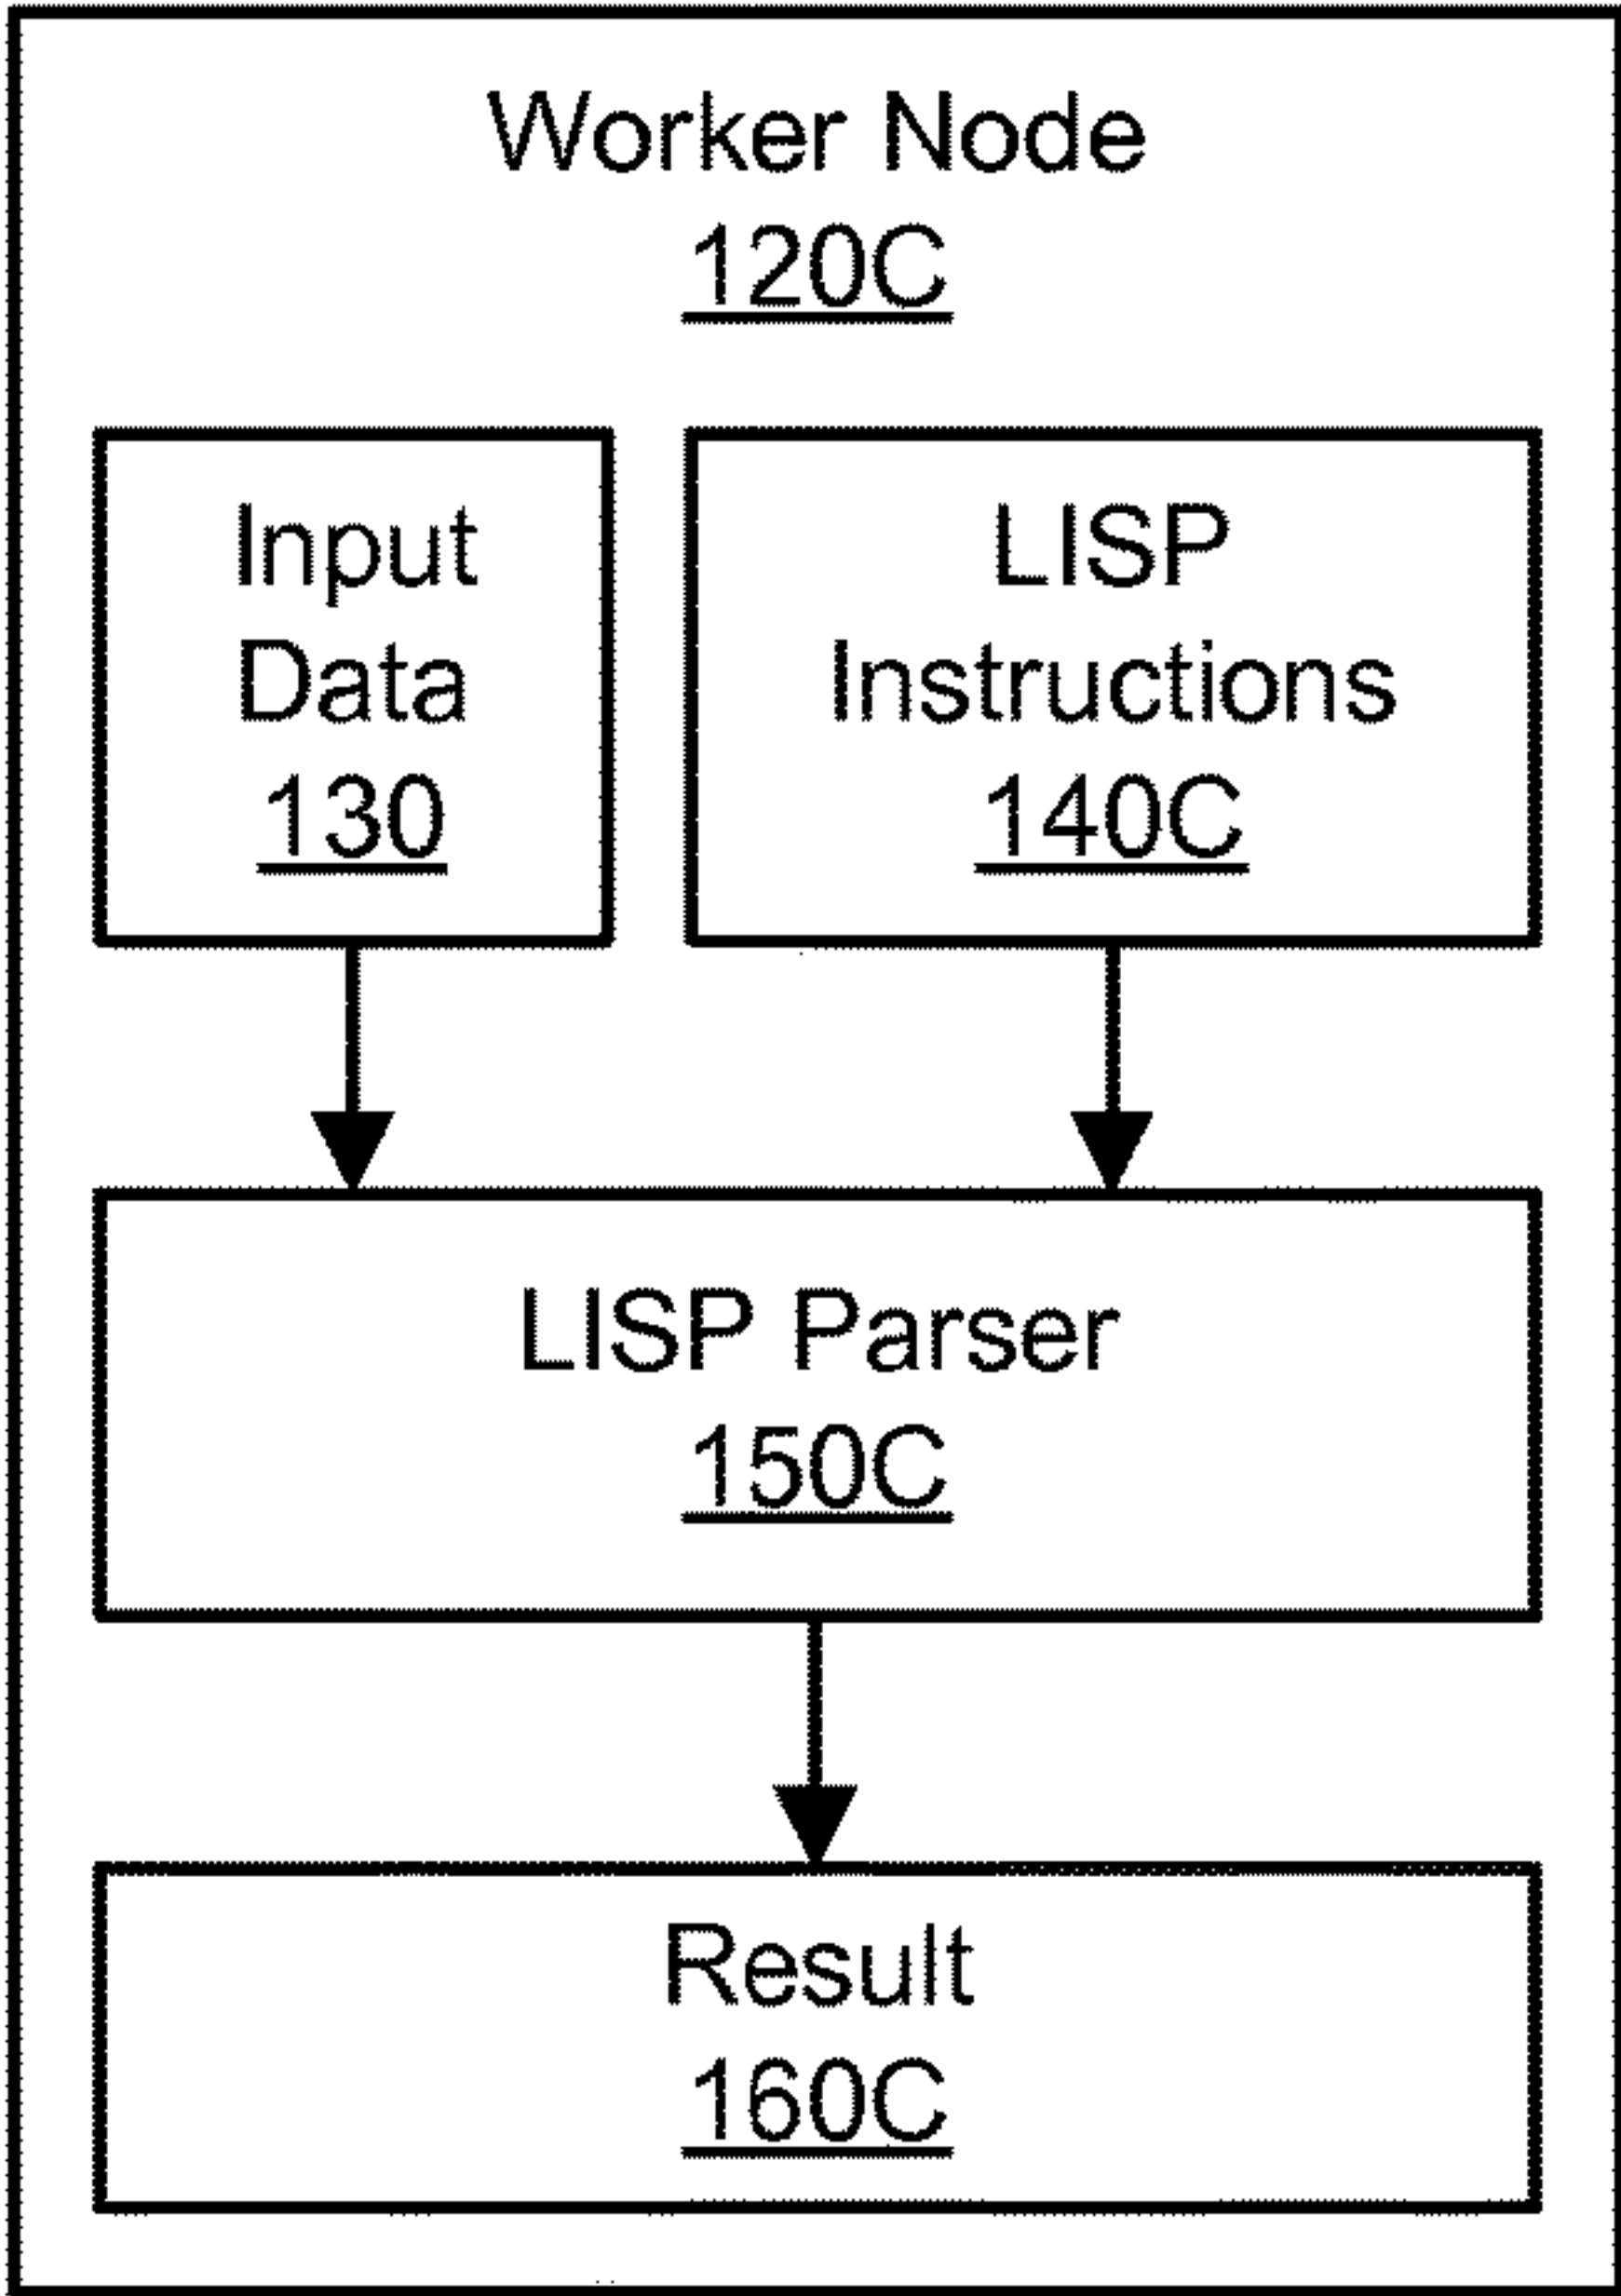 Worker Node
120C
Input
Data
130
LISP
Instructions
140C
LISP Parser
150C
Result
160C